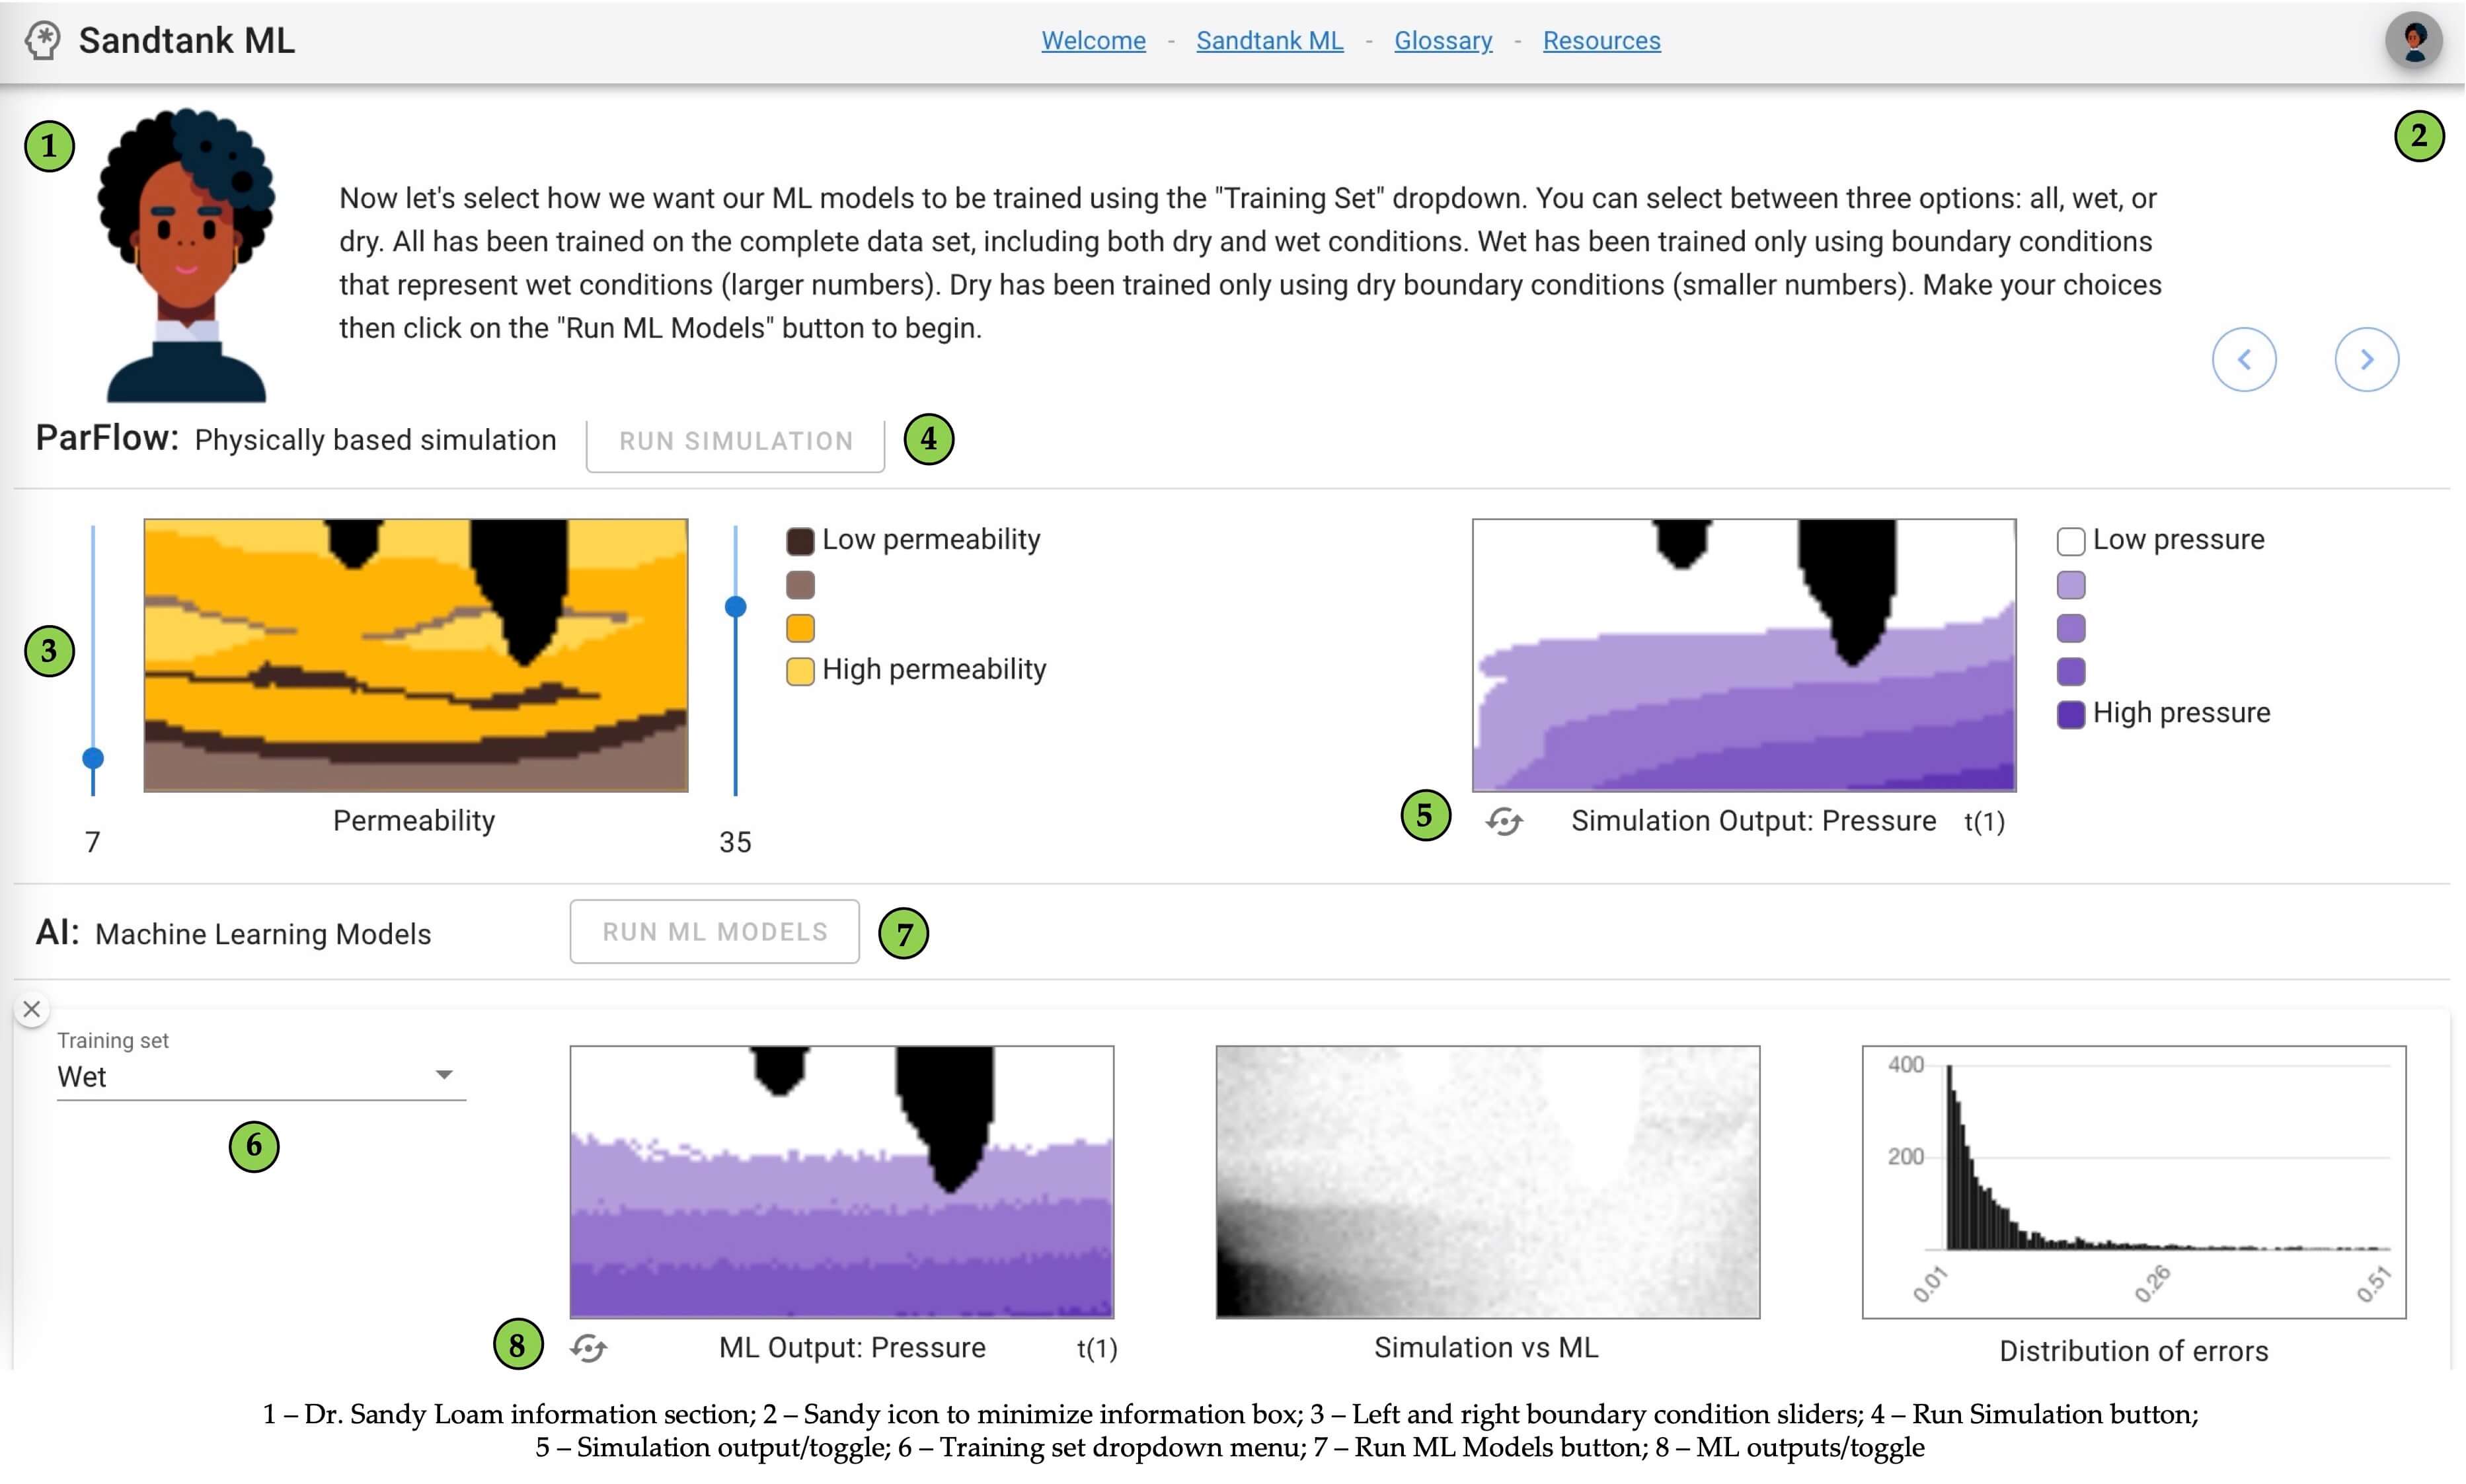 Sandtank ML
Welcome - Sandtank ML - Glossary - Resources
1
2
Now let's select how we want our ML models to be trained using the "Training Set" dropdown. You can select between three options: all, wet, or
dry. All has been trained on the complete data set, including both dry and wet conditions. Wet has been trained only using boundary conditions
that represent wet conditions (larger numbers). Dry has been trained only using dry boundary conditions (smaller numbers). Make your choices
then click on the "Run ML Models" button to begin.
ParFlow: Physically based simulation
RUN SIMULATION
4
3
Low permeability
High permeability
Low pressure
High pressure
7
Permeability
35
5
Simulation Output: Pressure t(1)
AI: Machine Learning Models
RUN ML MODELS
7
Training set
Wet
6
400
200
0.01
0.26
0.51
8
ML Output: Pressure t(1)
Simulation vs ML
Distribution of errors
1 – Dr. Sandy Loam information section; 2 – Sandy icon to minimize information box; 3 – Left and right boundary condition sliders; 4 – Run Simulation button;
5 – Simulation output/toggle; 6 – Training set dropdown menu; 7 – Run ML Models button; 8 – ML outputs/toggle